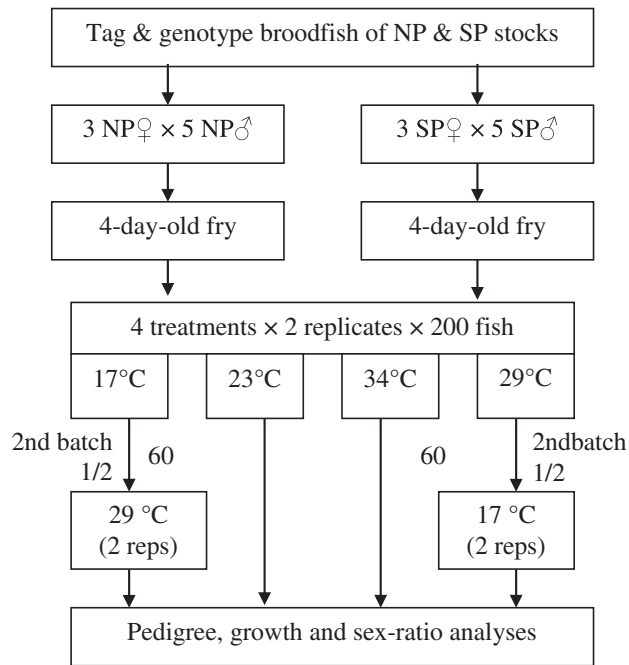 Tag & genotype broodfish of NP & SP stocks
3 NP♀ × 5 NP♂
3 SP♀ × 5 SP♂
4-day-old fry
4-day-old fry
4 treatments × 2 replicates × 200 fish
17°C
23°C
34°C
29°C
2nd batch
1/2
60
60
2ndbatch
1/2
29 °C
(2 reps)
17 °C
(2 reps)
Pedigree, growth and sex-ratio analyses